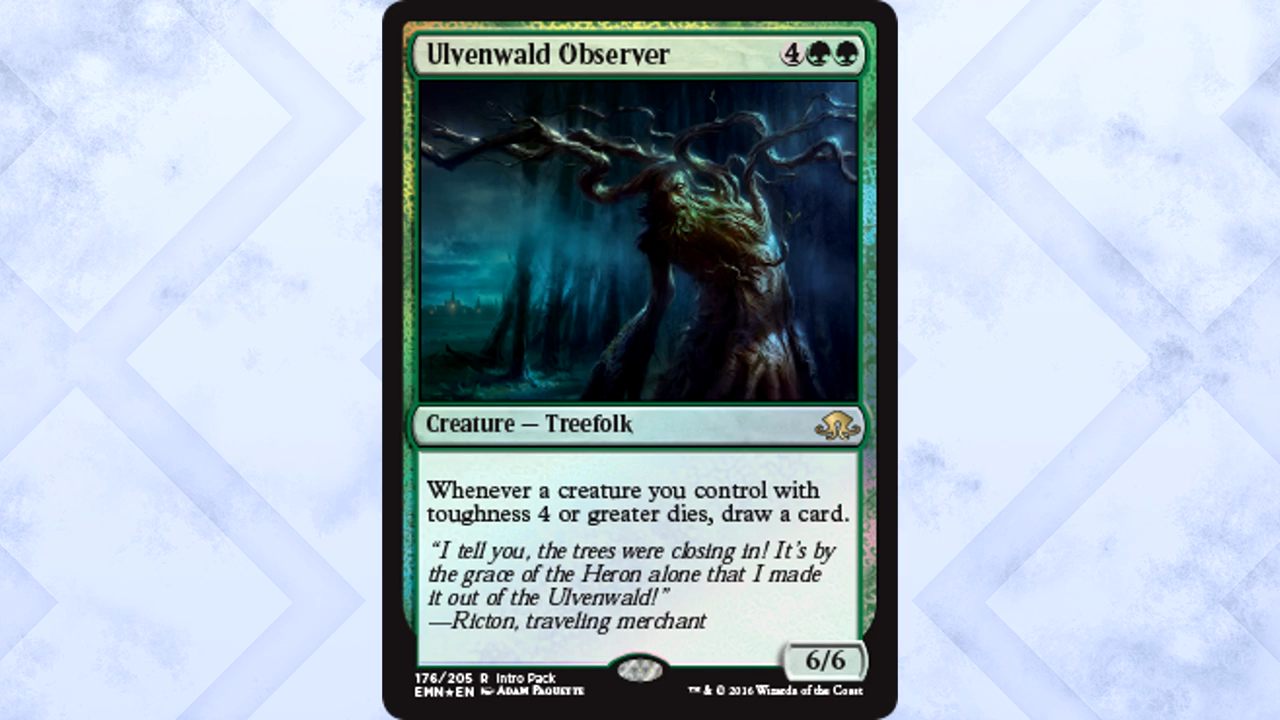 Ulvenwald Observer 4
Creature — Treefolk
Whenever a creature you control with
toughness 4 or greater dies, draw a card.
“I tell you, the trees were closing in! It’s by
the grace of the Heron alone that I made
it out of the Ulvenwald!”
—Ricton, traveling merchant
6/6
176/205 R Intro Pack
EMN★EN Adam Paquette
™ & © 2016 Wizards of the Coast